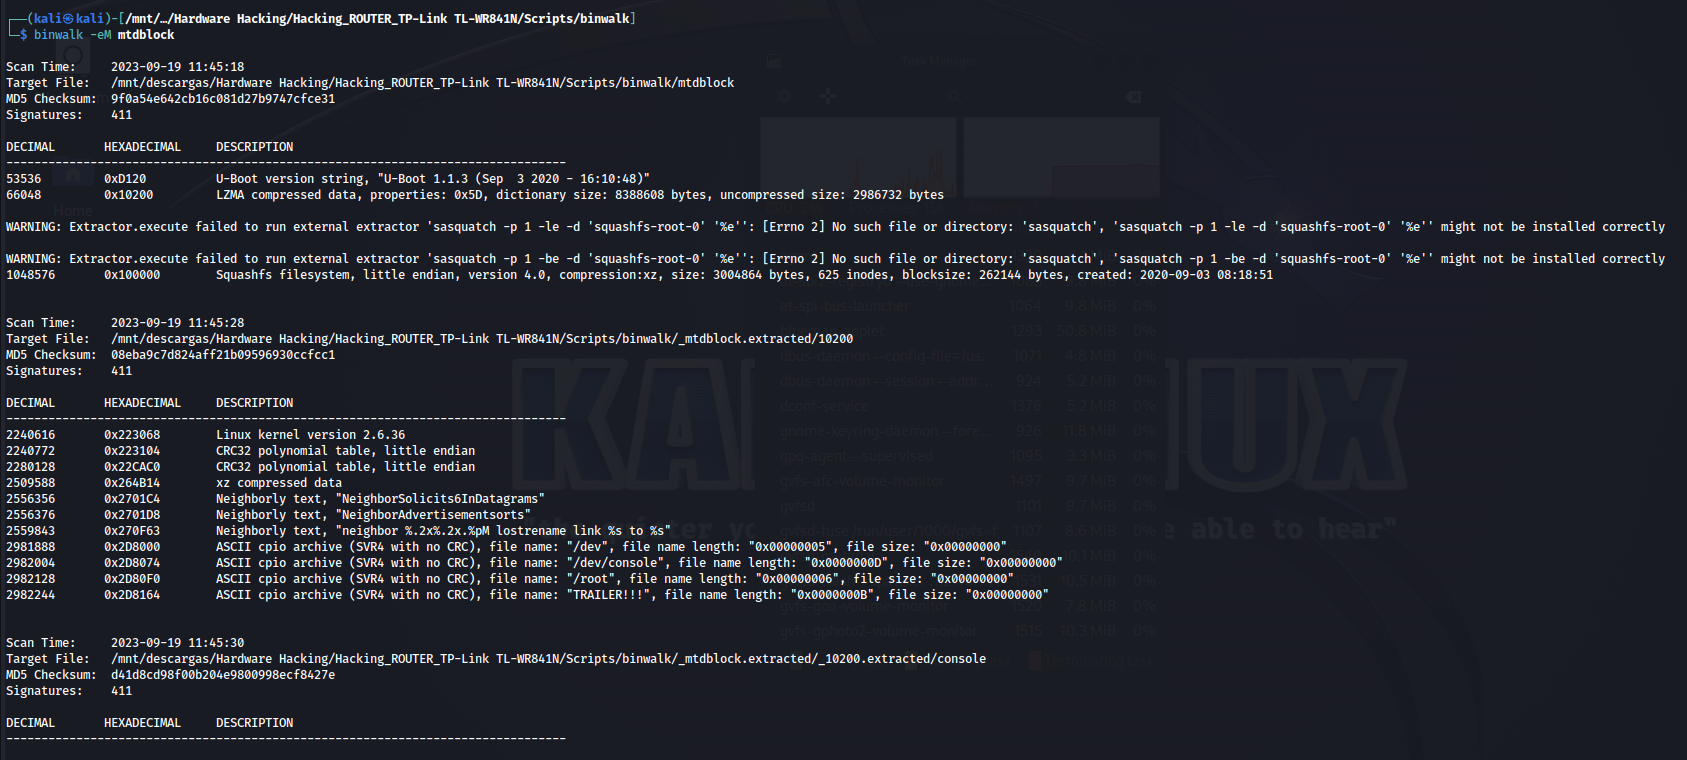 ┌──(kali㉿kali)-[/mnt/…/Hardware Hacking/Hacking_ROUTER_TP-Link TL-WR841N/Scripts/binwalk]
└─$ binwalk -eM mtdblock
Scan Time:     2023-09-19 11:45:18
Target File:   /mnt/descargas/Hardware Hacking/Hacking_ROUTER_TP-Link TL-WR841N/Scripts/binwalk/mtdblock
MD5 Checksum:  9f0a54e642cb16c081d27b9747cfce31
Signatures:    411
DECIMAL       HEXADECIMAL     DESCRIPTION
--------------------------------------------------------------------------------
53536         0xD120          U-Boot version string, "U-Boot 1.1.3 (Sep  3 2020 - 16:10:48)"
66048         0x10200         LZMA compressed data, properties: 0x5D, dictionary size: 8388608 bytes, uncompressed size: 2986732 bytes
WARNING: Extractor.execute failed to run external extractor 'sasquatch -p 1 -le -d 'squashfs-root-0' '%e'': [Errno 2] No such file or directory: 'sasquatch', 'sasquatch -p 1 -le -d 'squashfs-root-0' '%e'' might not be installed correctly
WARNING: Extractor.execute failed to run external extractor 'sasquatch -p 1 -be -d 'squashfs-root-0' '%e'': [Errno 2] No such file or directory: 'sasquatch', 'sasquatch -p 1 -be -d 'squashfs-root-0' '%e'' might not be installed correctly
1048576       0x100000        Squashfs filesystem, little endian, version 4.0, compression:xz, size: 3004864 bytes, 625 inodes, blocksize: 262144 bytes, created: 2020-09-03 08:18:51
Scan Time:     2023-09-19 11:45:28
Target File:   /mnt/descargas/Hardware Hacking/Hacking_ROUTER_TP-Link TL-WR841N/Scripts/binwalk/_mtdblock.extracted/10200
MD5 Checksum:  08eba9c7d824aff21b09596930ccfcc1
Signatures:    411
DECIMAL       HEXADECIMAL     DESCRIPTION
--------------------------------------------------------------------------------
2240616       0x223068        Linux kernel version 2.6.36
2240772       0x223104        CRC32 polynomial table, little endian
2280128       0x22CAC0        CRC32 polynomial table, little endian
2509588       0x264B14        xz compressed data
2556356       0x2701C4        Neighborly text, "NeighborSolicits6InDatagrams"
2556376       0x2701D8        Neighborly text, "NeighborAdvertisementsorts"
2559843       0x270F63        Neighborly text, "neighbor %.2x%.2x.%pM lostrename link %s to %s"
2981888       0x2D8000        ASCII cpio archive (SVR4 with no CRC), file name: "/dev", file name length: "0x00000005", file size: "0x00000000"
2982004       0x2D8074        ASCII cpio archive (SVR4 with no CRC), file name: "/dev/console", file name length: "0x0000000D", file size: "0x00000000"
2982128       0x2D80F0        ASCII cpio archive (SVR4 with no CRC), file name: "/root", file name length: "0x00000006", file size: "0x00000000"
2982244       0x2D8164        ASCII cpio archive (SVR4 with no CRC), file name: "TRAILER!!!", file name length: "0x0000000B", file size: "0x00000000"
Scan Time:     2023-09-19 11:45:30
Target File:   /mnt/descargas/Hardware Hacking/Hacking_ROUTER_TP-Link TL-WR841N/Scripts/binwalk/_mtdblock.extracted/_10200.extracted/console
MD5 Checksum:  d41d8cd98f00b204e9800998ecf8427e
Signatures:    411
DECIMAL       HEXADECIMAL     DESCRIPTION
--------------------------------------------------------------------------------